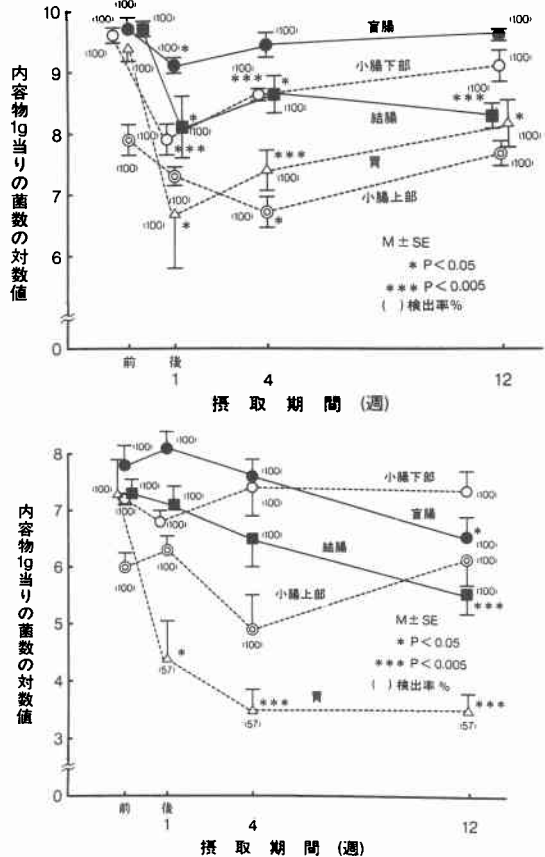 内容物1g当りの菌数の対数値
10
9
8
7
6
0
(100)
(100)
(100)
(100)
(100) *
(100)
(100)
盲腸
小腸下部
結腸
胃
小腸上部
(100)
*** *
(100)
(100)
***
*
(100)
*
(100)
***
(100)
(100)
***
(100)
(100)
*
(100)
(100)
*
(100)
(100)
M±SE
* P<0.05
*** P<0.005
( )検出率%
前 後
1 4 12
摂取期間(週)
内容物1g当りの菌数の対数値
8
7
6
5
4
3
0
(100)
(100)
(100)
(100)
(100)
(100)
(100)
(100)
(100)
(100)
(100)
(100)
小腸下部
盲腸
結腸
小腸上部
胃
(100)
*
(100)
(100)
***
(100)
*
(57)
***
(57)
***
(57)
M±SE
* P<0.05
*** P<0.005
( )検出率%
前 後
1 4 12
摂取期間(週)